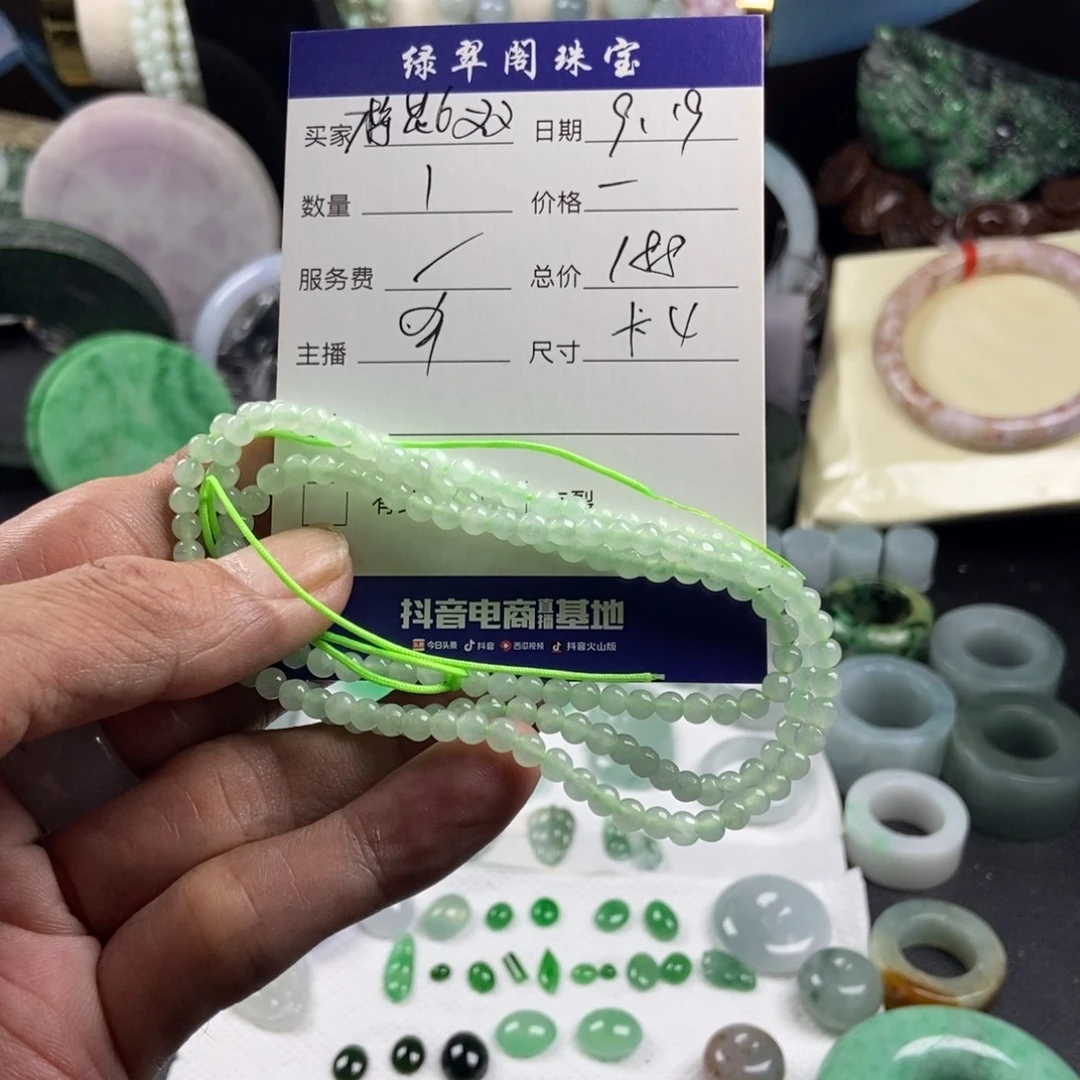 绿翠阁珠宝
买家 日期 9.19
数量 1 价格 一
服务费 / 总价 188
主播 尺寸 卡4
裂
抖音电商直播基地
今日头条 抖音 西瓜视频 抖音火山版